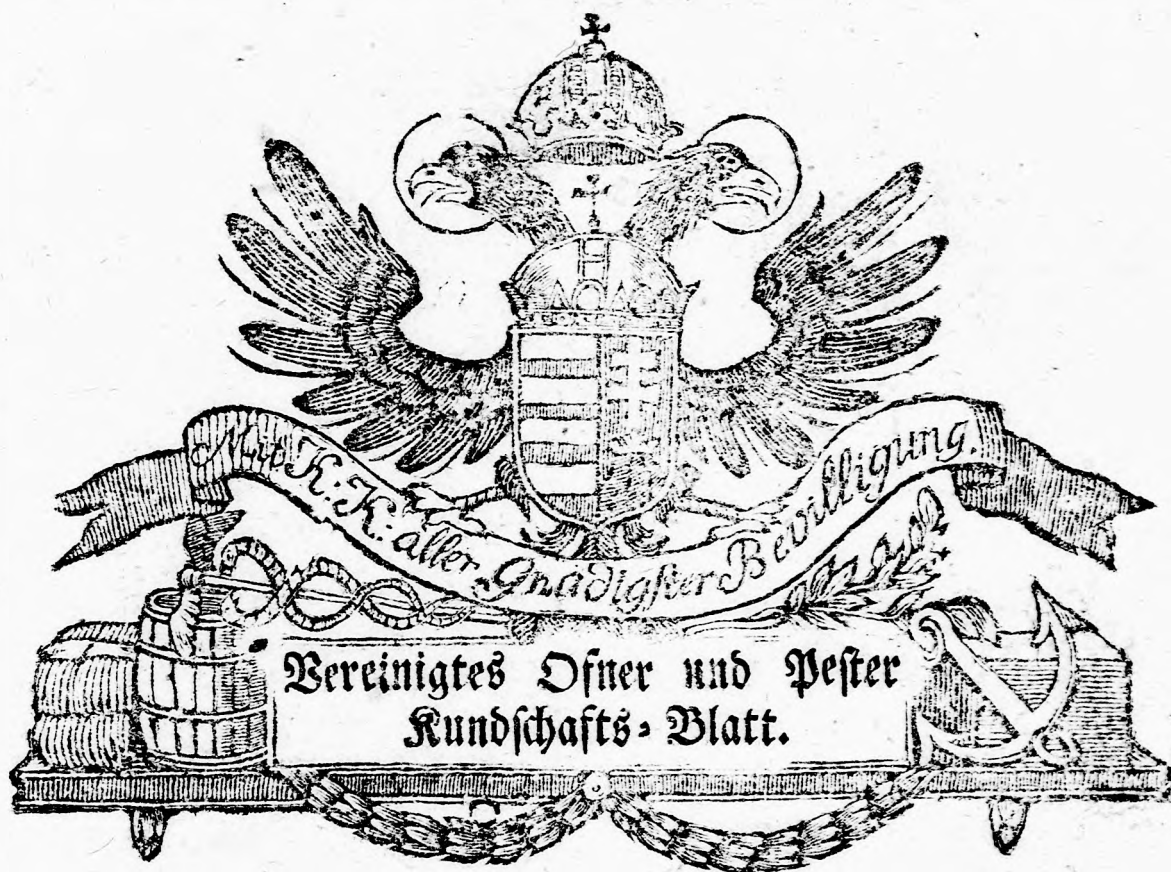 Mit K: K: aller Gnädigster Bewilligung.
Vereinigtes Ofner und Pester
Kundschafts-Blatt.